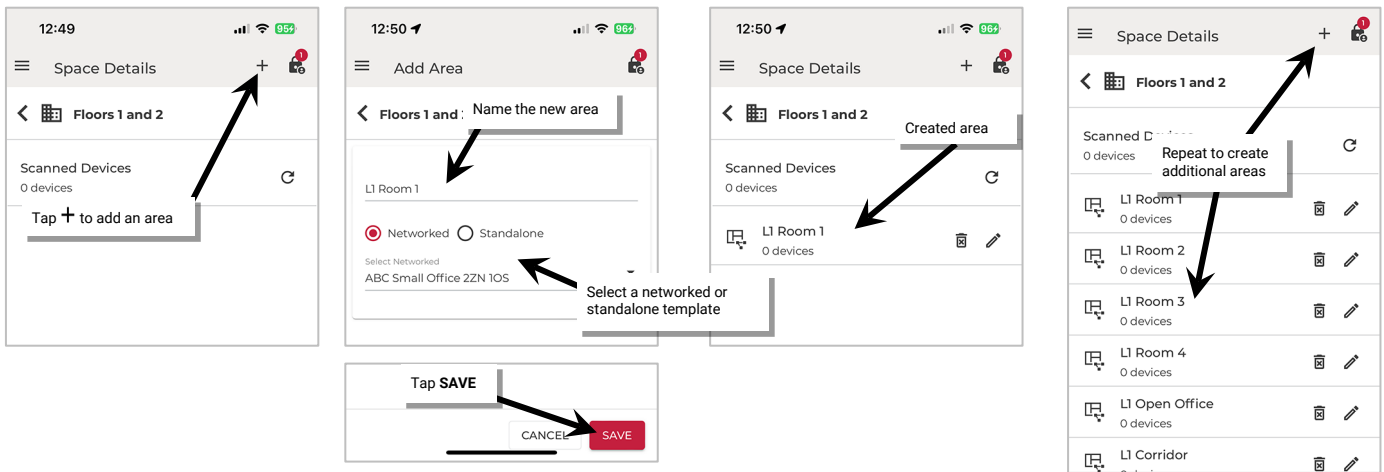 12:49
95
1
Space Details
Floors 1 and 2
Scanned Devices
0 devices
Tap + to add an area
12:50
96
1
Add Area
Floors 1 and
Name the new area
L1 Room 1
Networked
Standalone
Select Networked
ABC Small Office 2ZN 1OS
Select a networked or
standalone template
Tap SAVE
CANCEL
SAVE
12:50
96
1
Space Details
Floors 1 and 2
Created area
Scanned Devices
0 devices
L1 Room 1
0 devices
1
Space Details
Floors 1 and 2
Scanned Devices
0 devices
Repeat to create
additional areas
L1 Room 1
0 devices
L1 Room 2
0 devices
L1 Room 3
0 devices
L1 Room 4
0 devices
L1 Open Office
0 devices
L1 Corridor